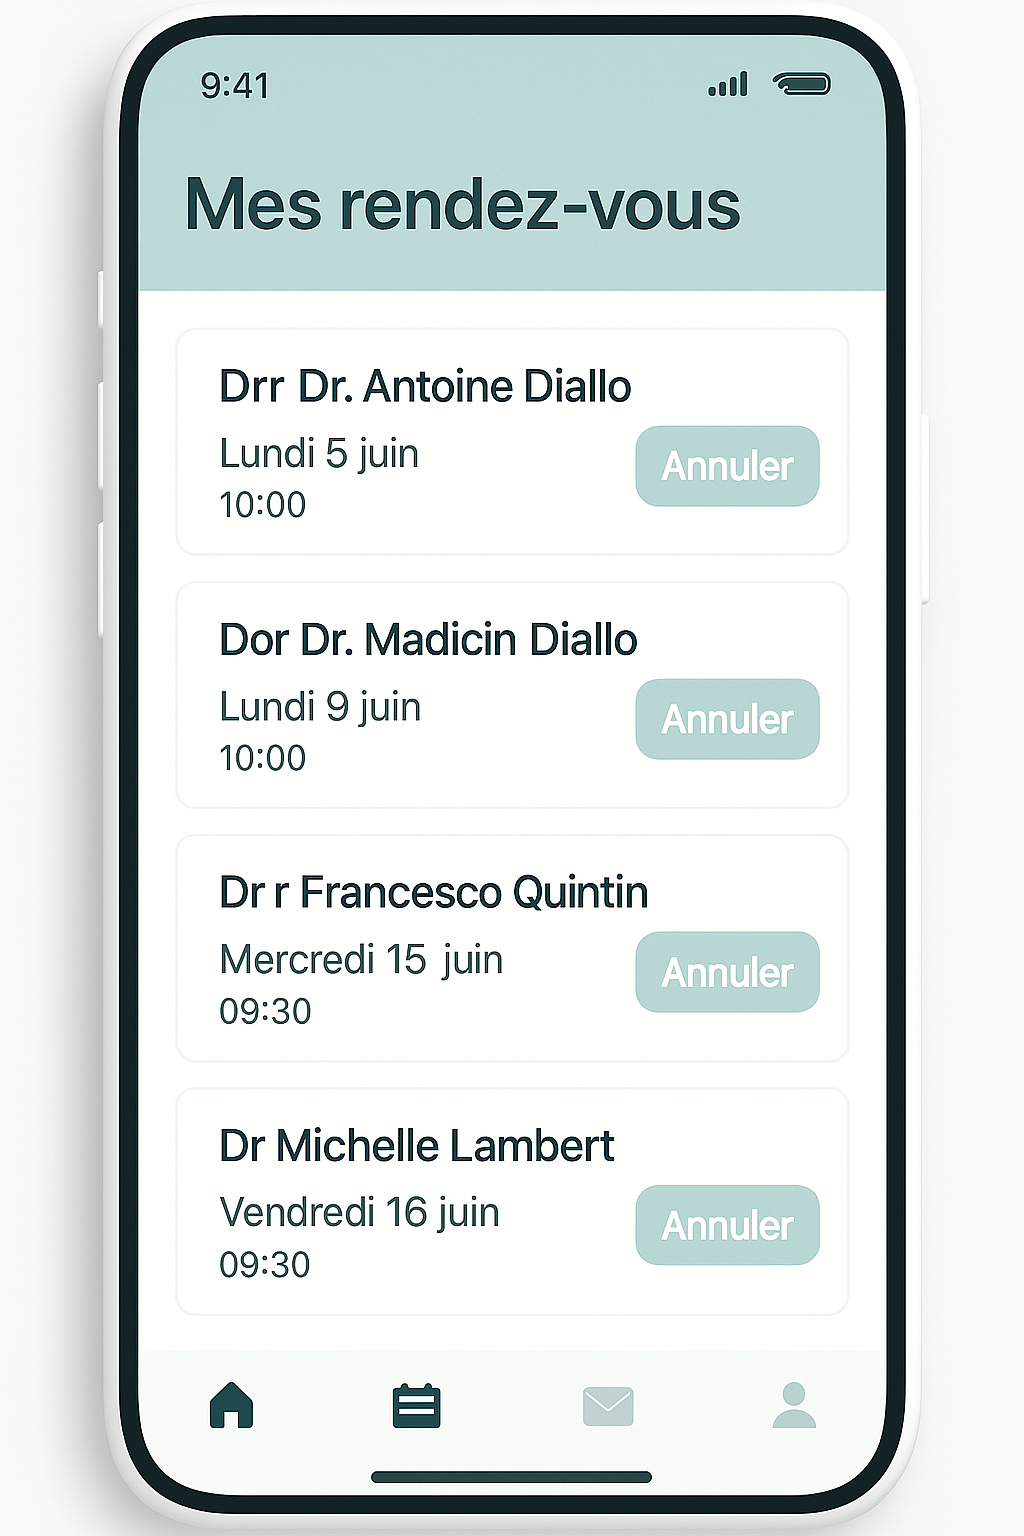 9:41
Mes rendez-vous
Drr Dr. Antoine Diallo
Lundi 5 juin
10:00
Annuler
Dor Dr. Madicin Diallo
Lundi 9 juin
10:00
Annuler
Dr r Francesco Quintin
Mercredi 15 juin
09:30
Annuler
Dr Michelle Lambert
Vendredi 16 juin
09:30
Annuler